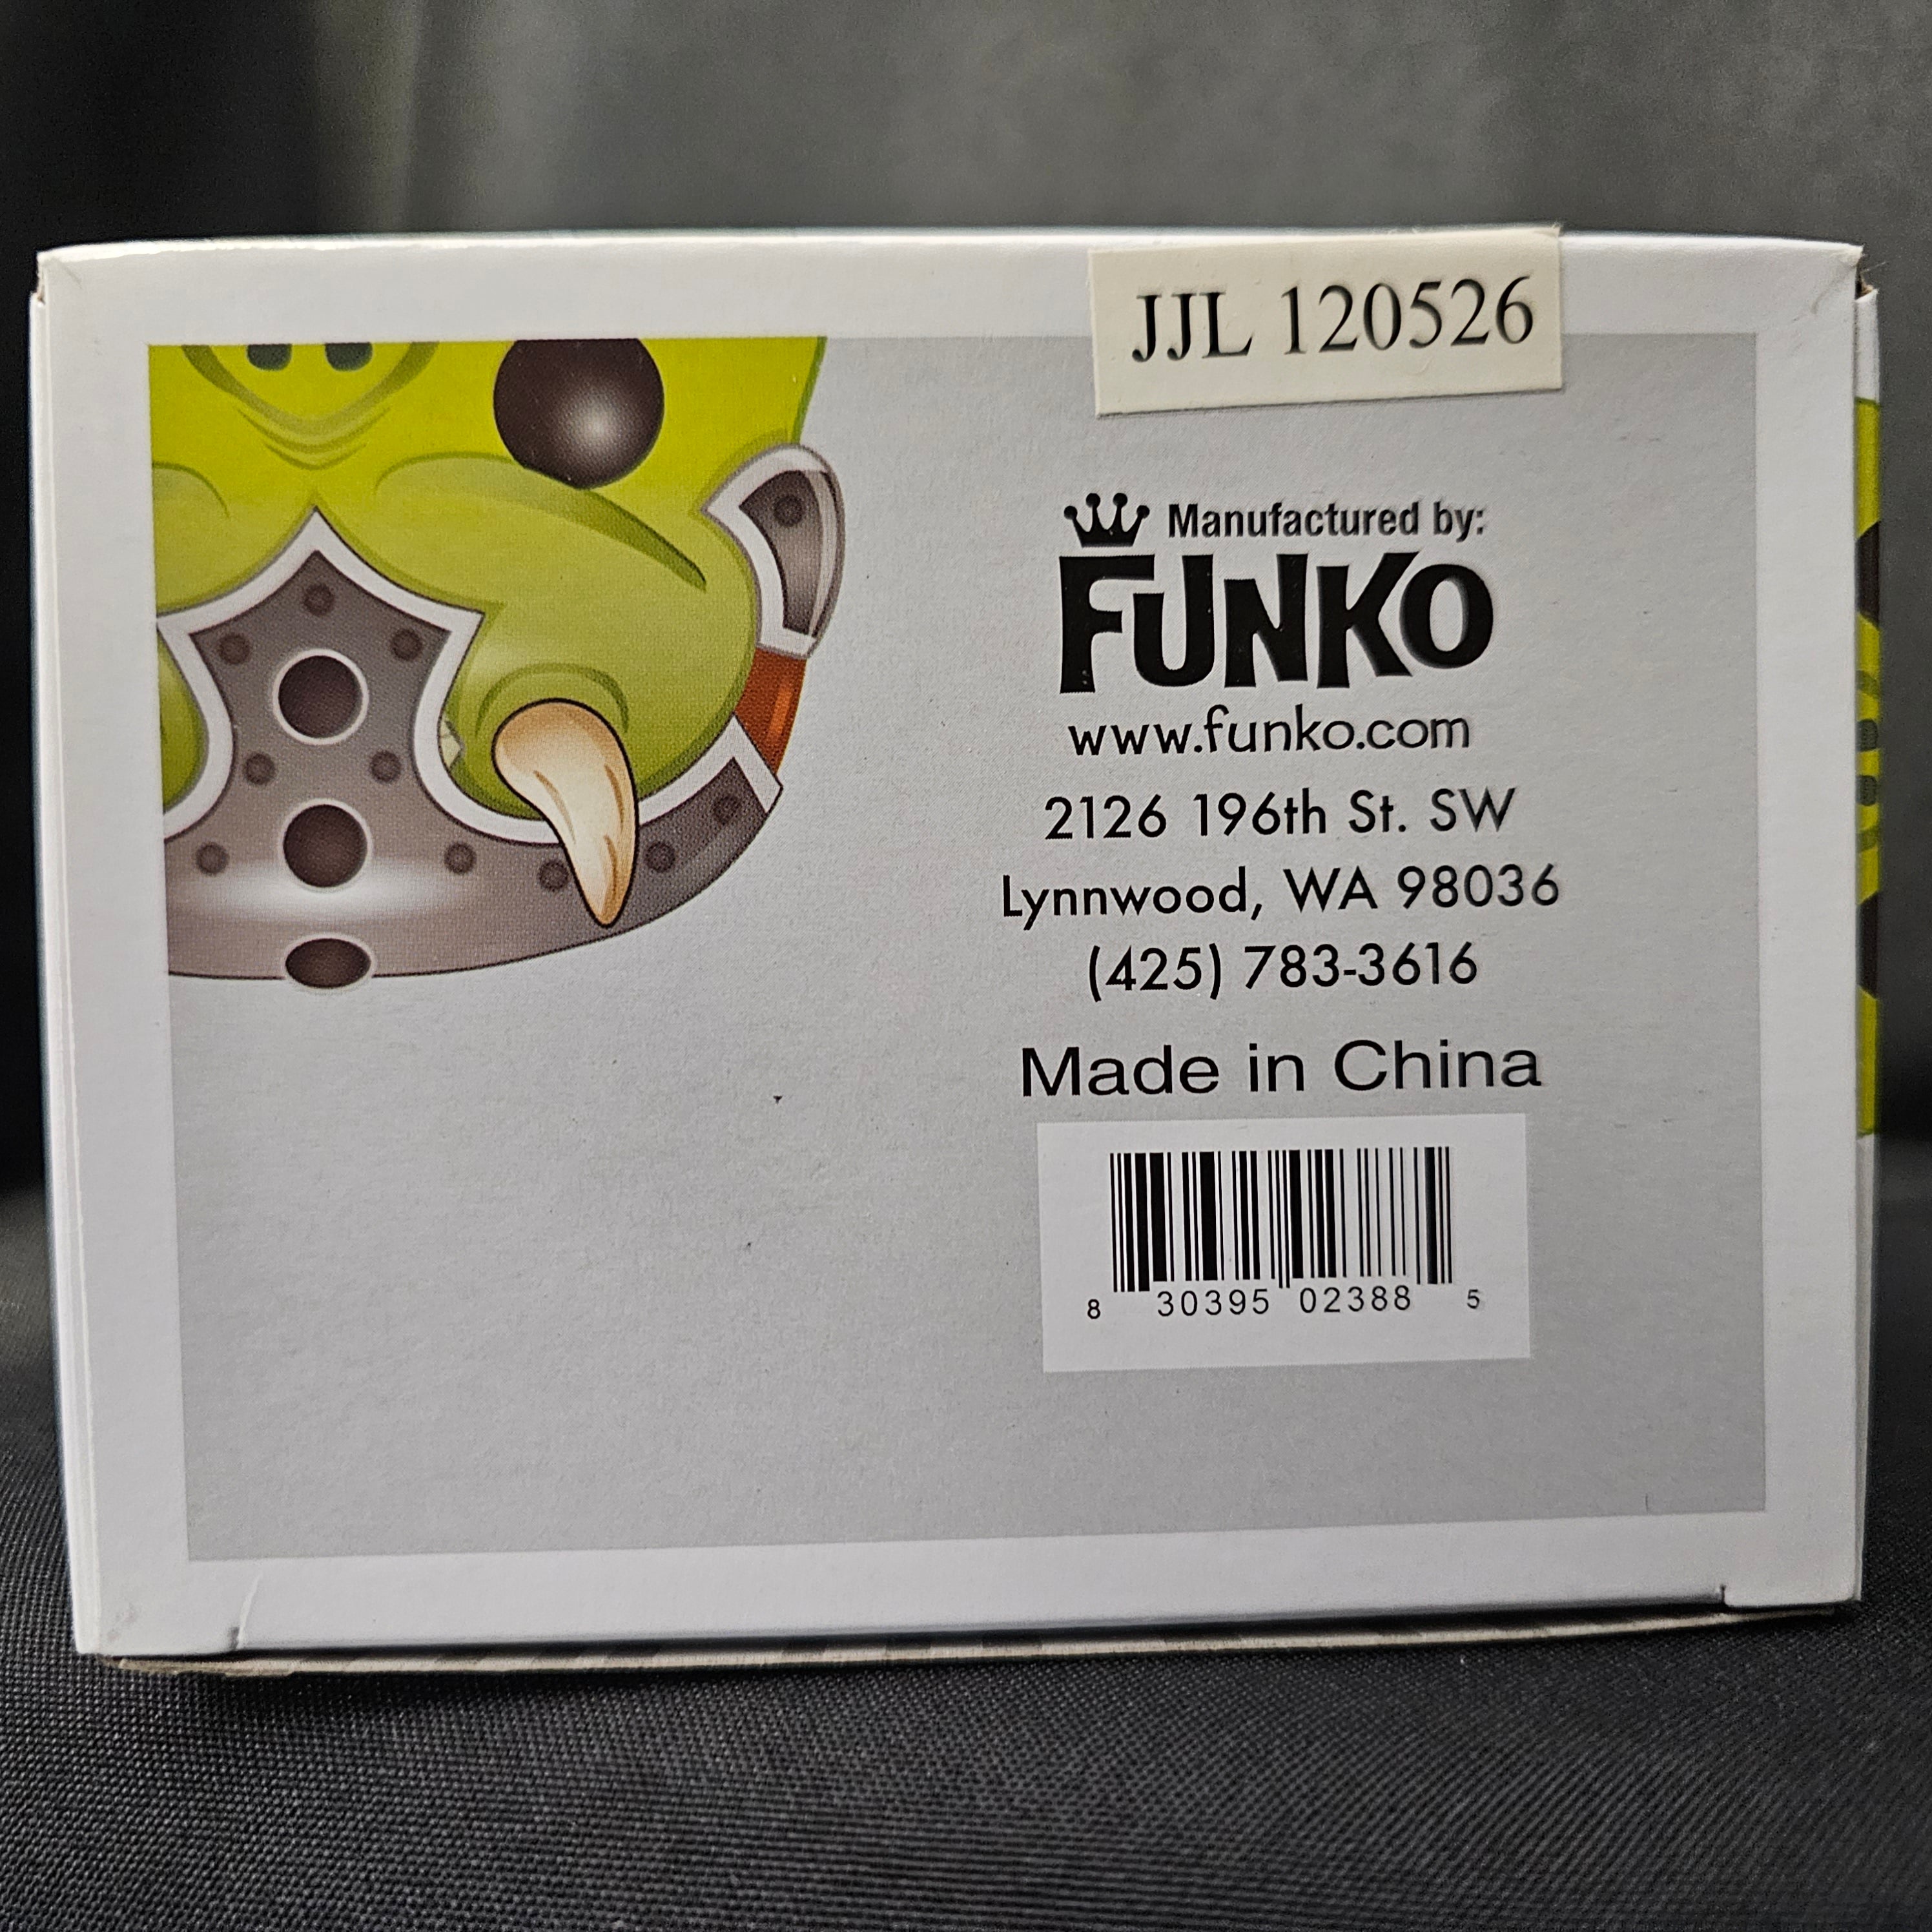 JJL 120526
Manufactured by:
FUNKO
www.funko.com
2126 196th St. SW
Lynnwood, WA 98036
(425) 783-3616
Made in China
8 30395 02388 5